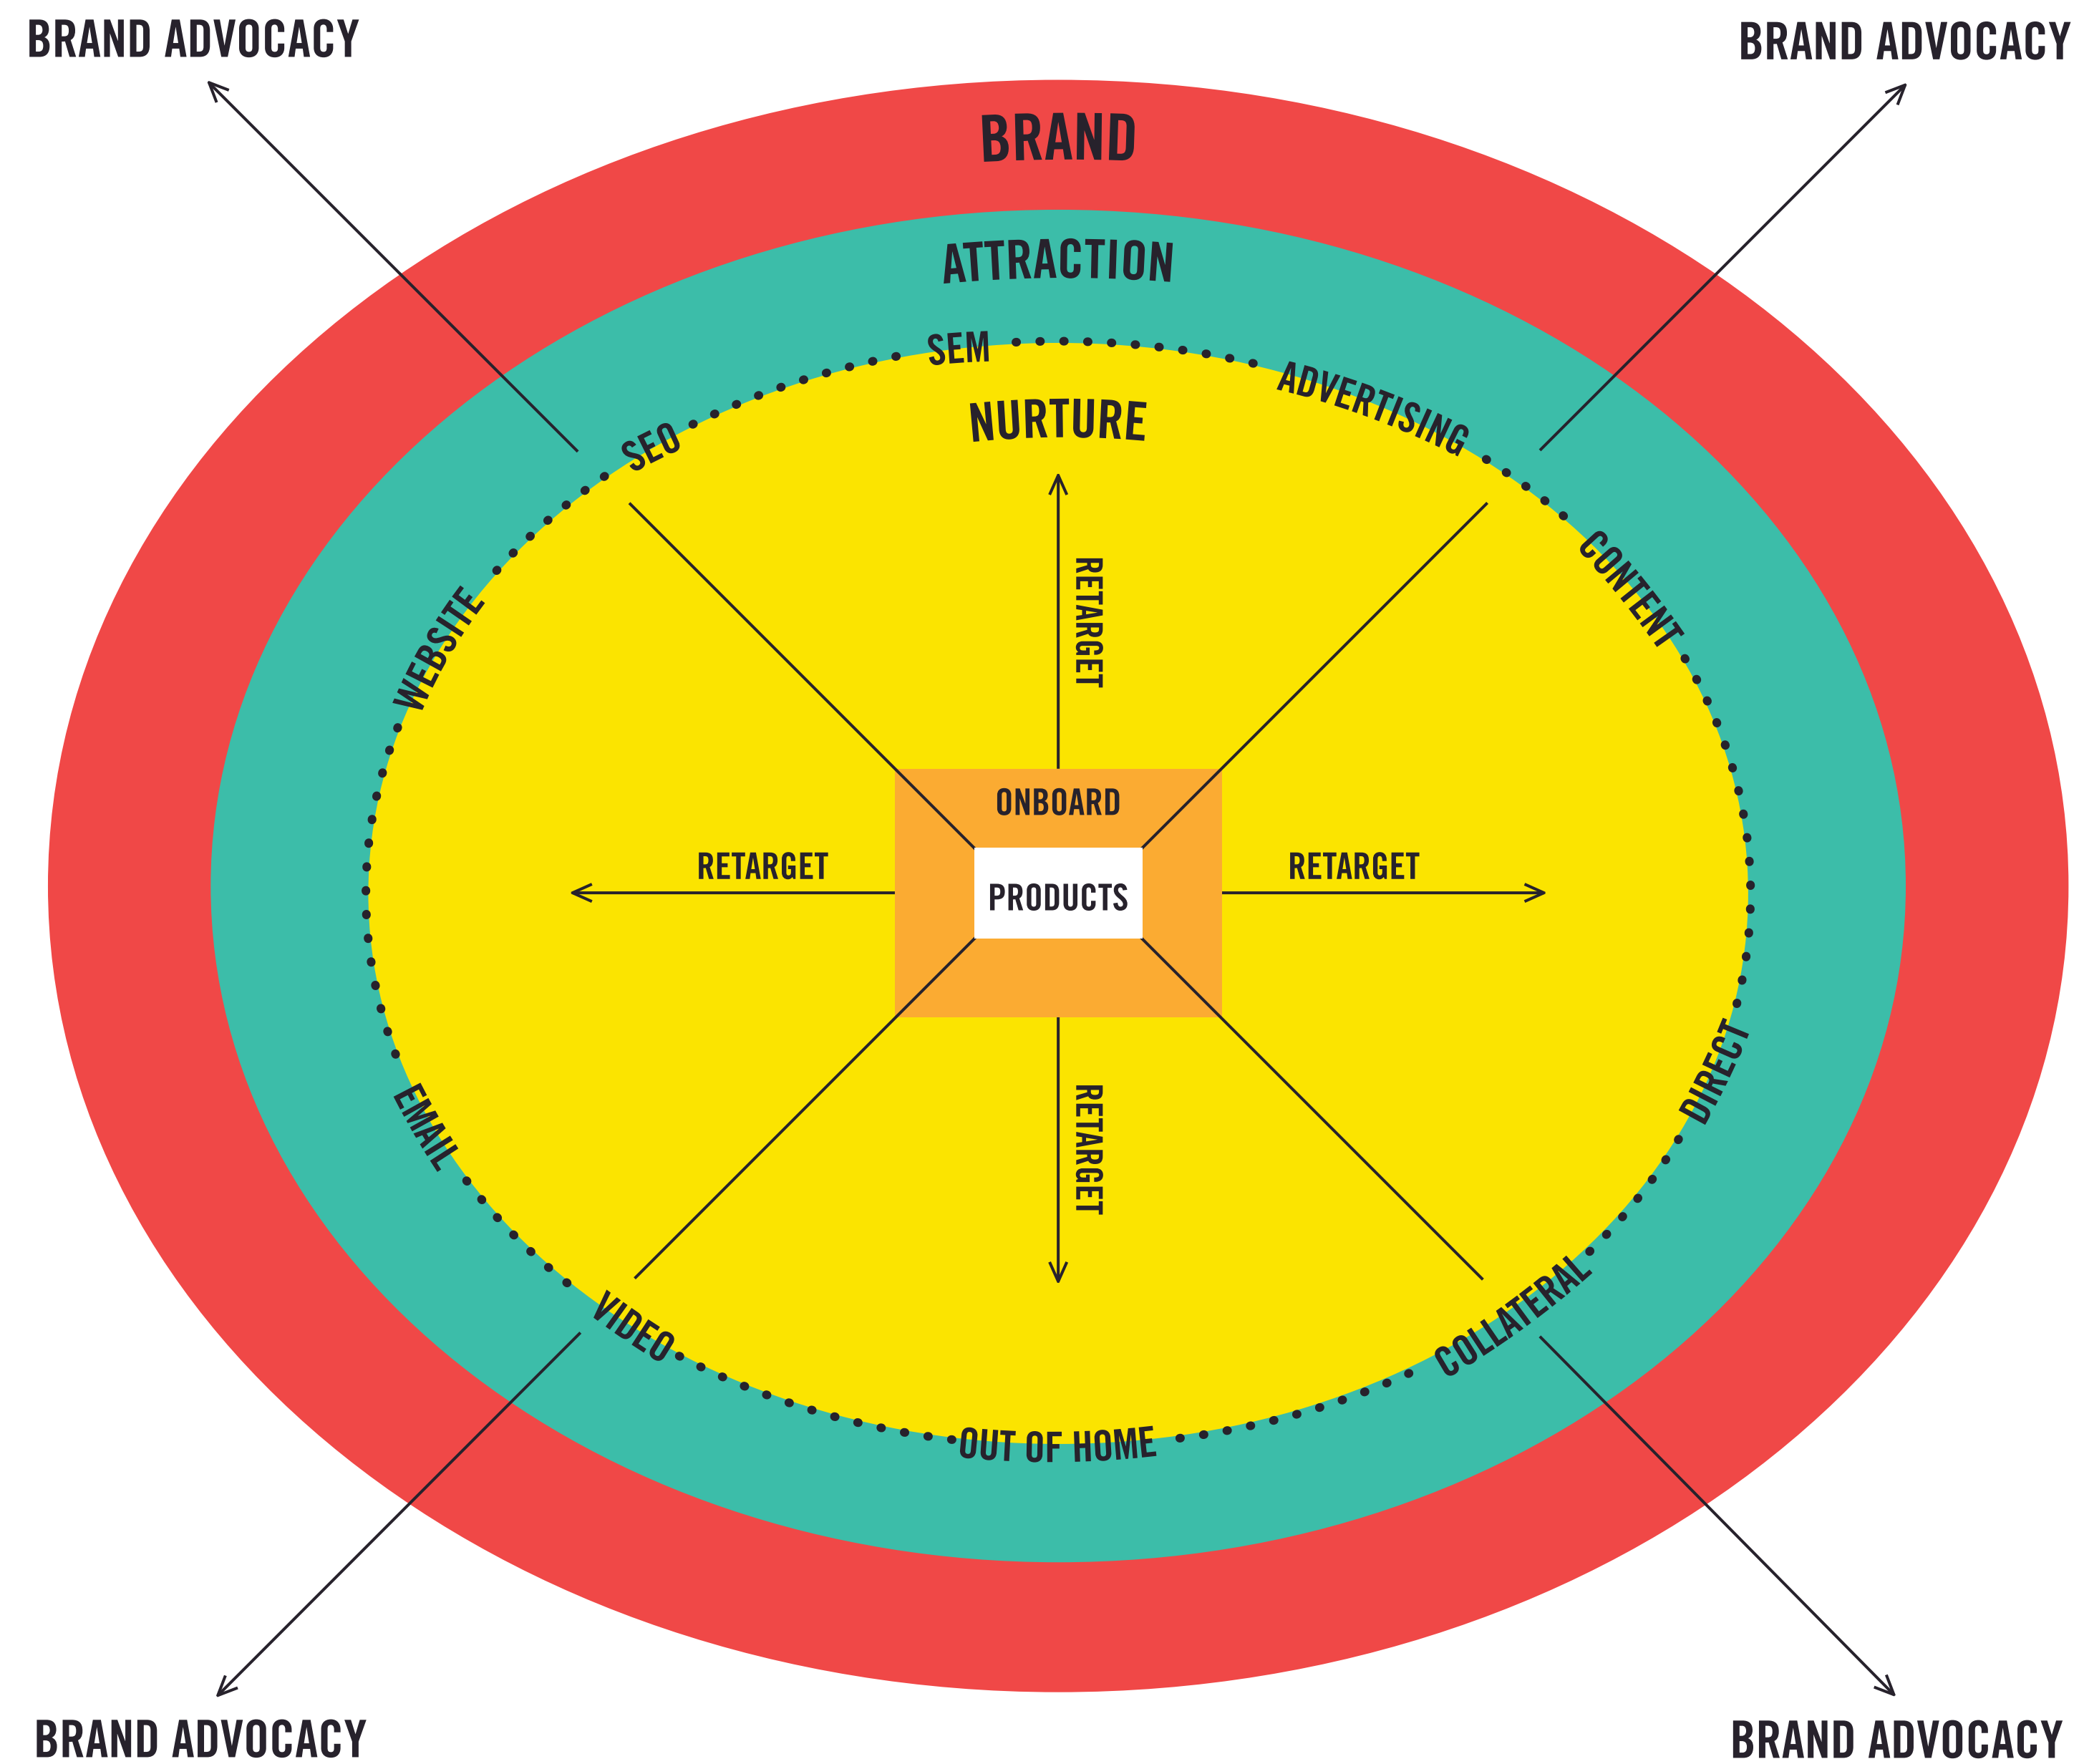 BRAND ADVOCACY
BRAND ADVOCACY
BRAND
ATTRACTION
SEM
ADVERTISING
SEO
NURTURE
CONTENT
WEBSITE
RETARGET
ONBOARD
RETARGET
RETARGET
PRODUCTS
DIRECT
EMAIL
RETARGET
VIDEO
COLLATERAL
OUT OF HOME
BRAND ADVOCACY
BRAND ADVOCACY